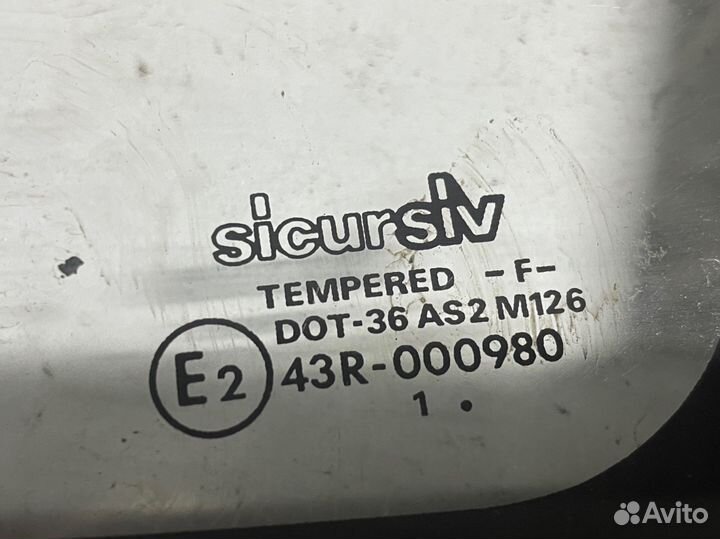 sicursiv
TEMPERED -F-
DOT-36 AS2 M126
E2 43R-000980
1 •
Avito